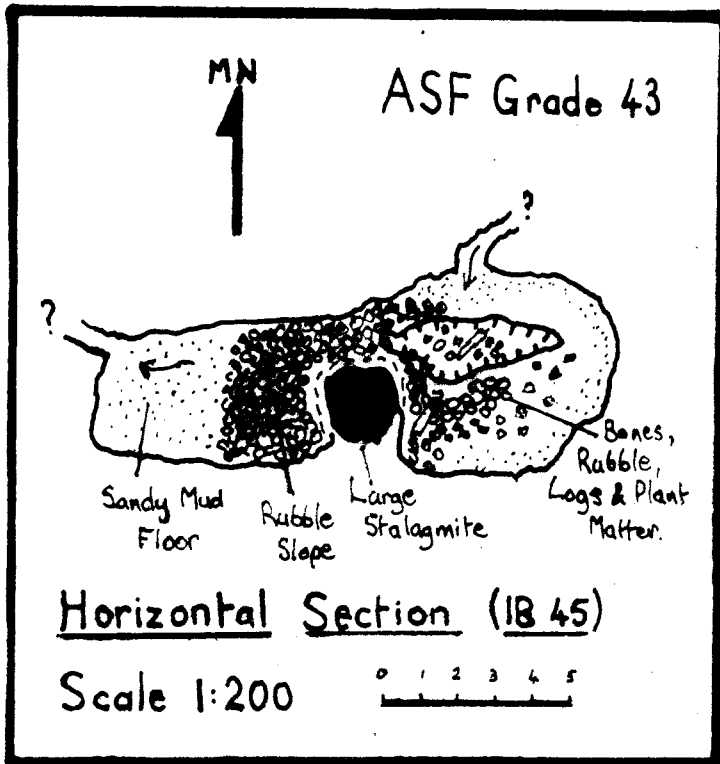 MN
ASF Grade 43
?
?
Sandy Mud
Floor
Rubble
Slope
Large
Stalagmite
Bones,
Rubble,
Logs & Plant
Matter.
Horizontal Section (IB 45)
Scale 1:200
0 1 2 3 4 5